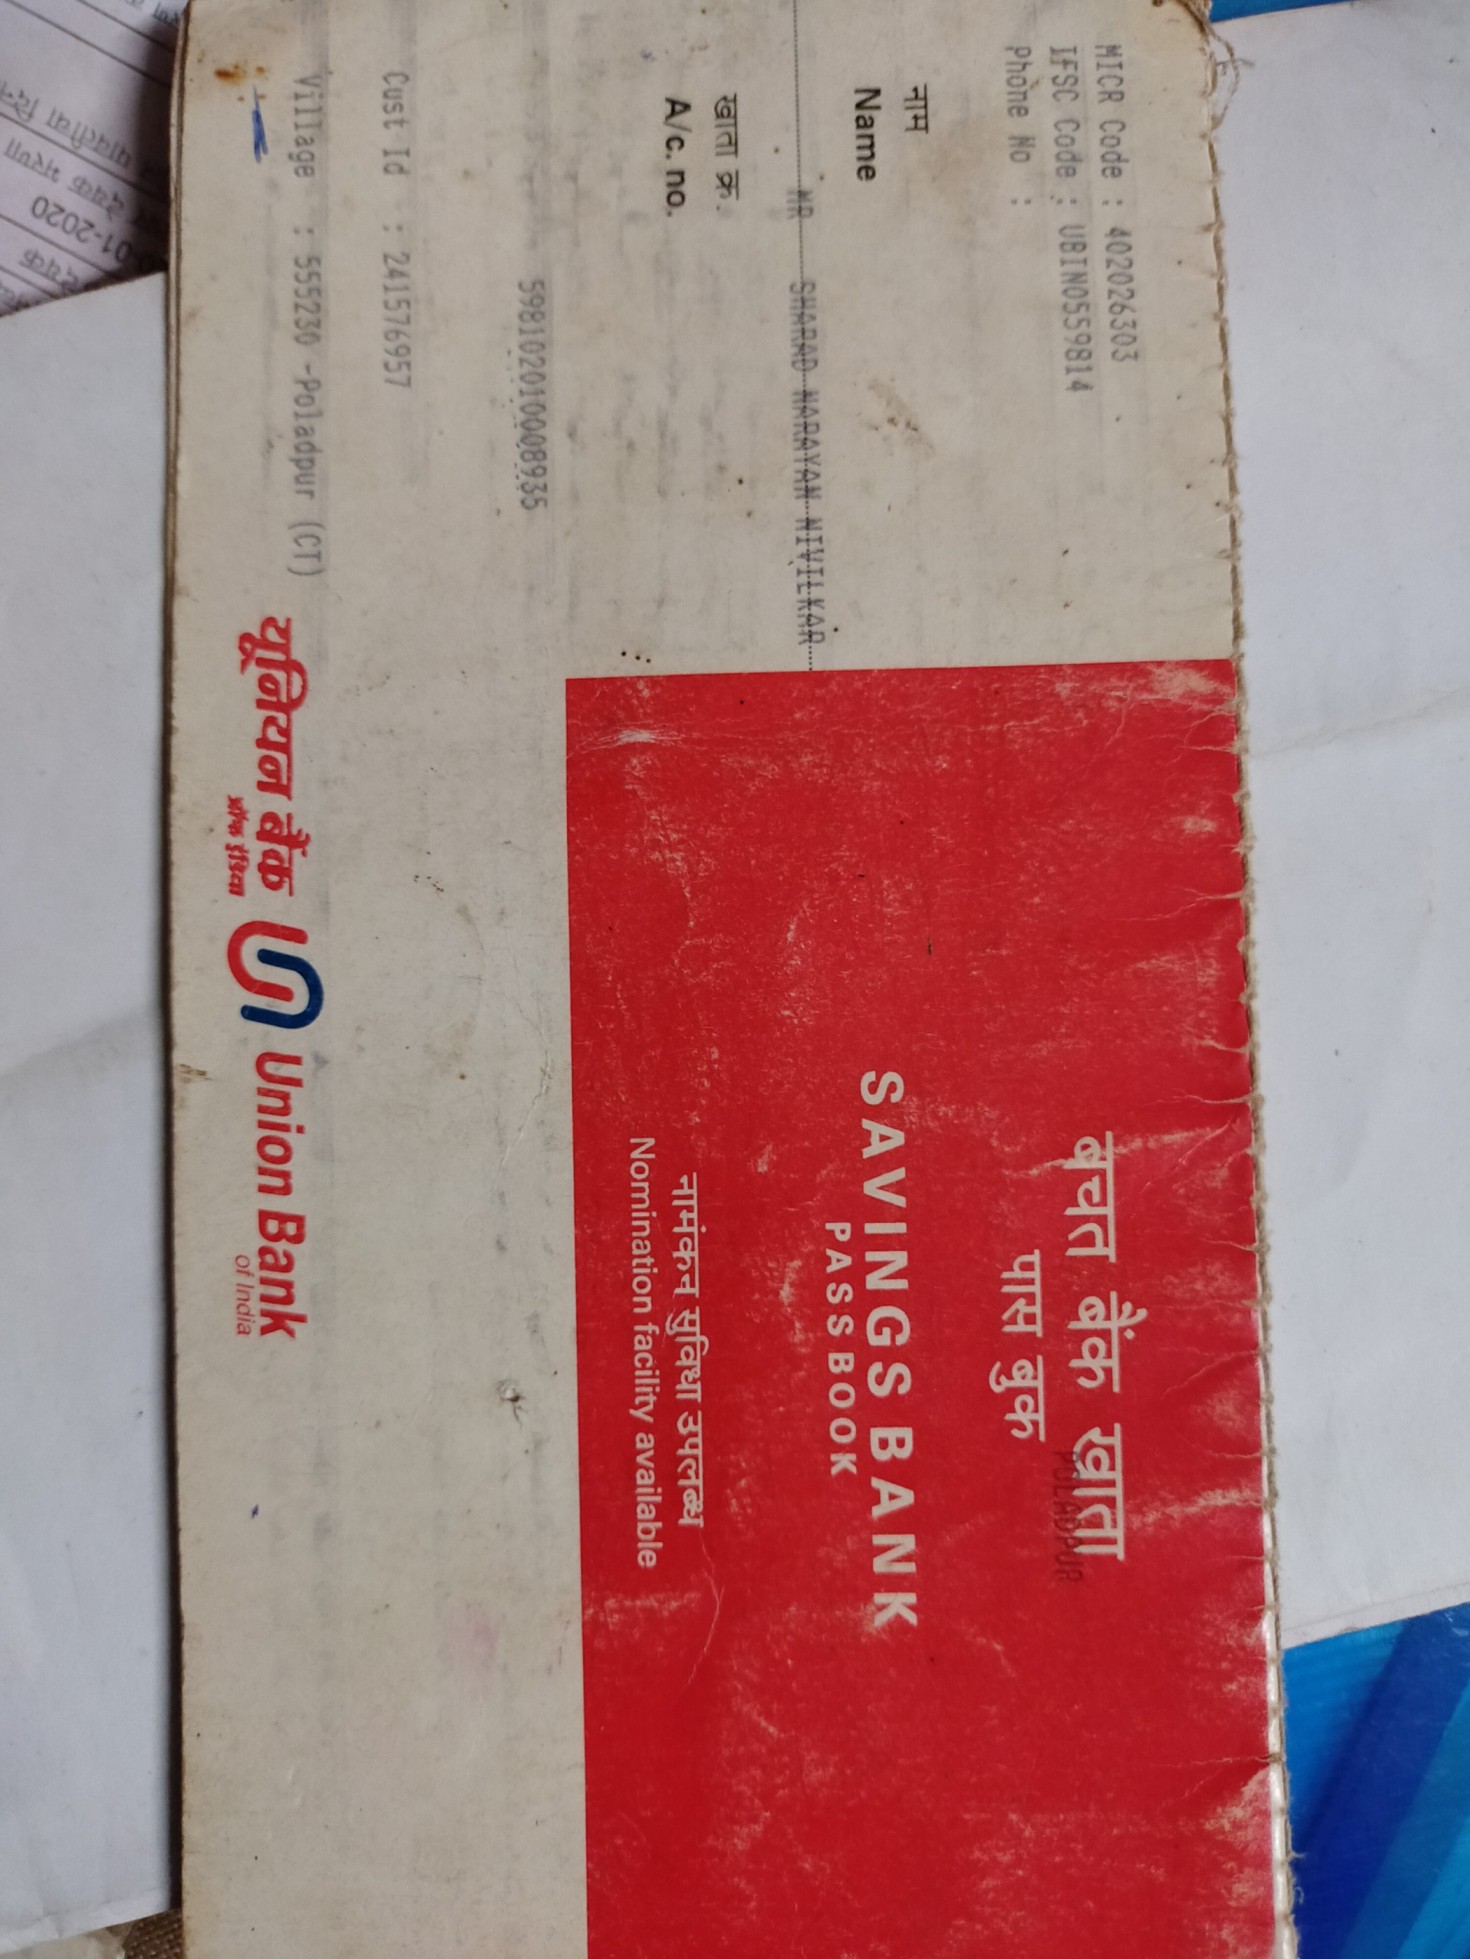 MICR Code : 402026303
IFSC Code : UBIN0559814
Phone No :
नाम
Name
MR SHARAD NARAYAN NIVILKAR
खाता क्र.
A/c. no.
598102010008935
Cust Id : 241576957
Village : 555230 -Poladpur (CT)
बचत बैंक खाता
POLADPUR
पास बुक
SAVINGS BANK
PASS BOOK
नामंकन सुविधा उपलब्ध
Nomination facility available
यूनियन बैंक
ऑफ इंडिया
Union Bank
of India
01-2020